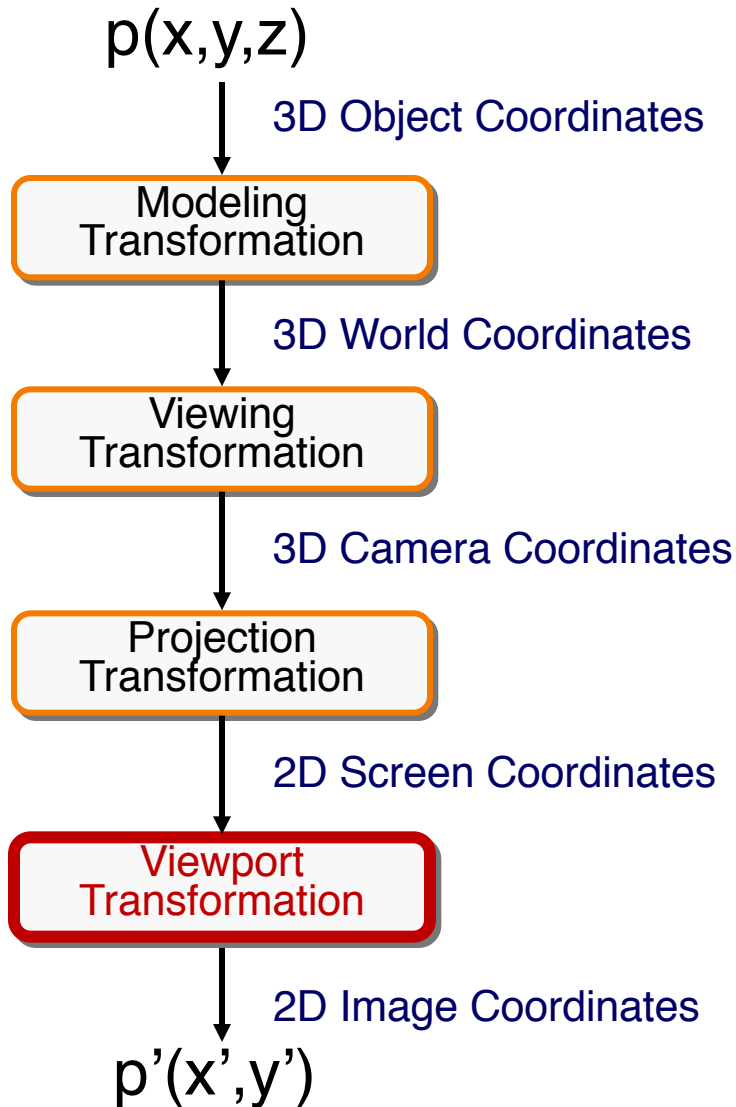 p(x,y,z)
3D Object Coordinates
Modeling
Transformation
3D World Coordinates
Viewing
Transformation
3D Camera Coordinates
Projection
Transformation
2D Screen Coordinates
Viewport
Transformation
2D Image Coordinates
p’(x’,y’)